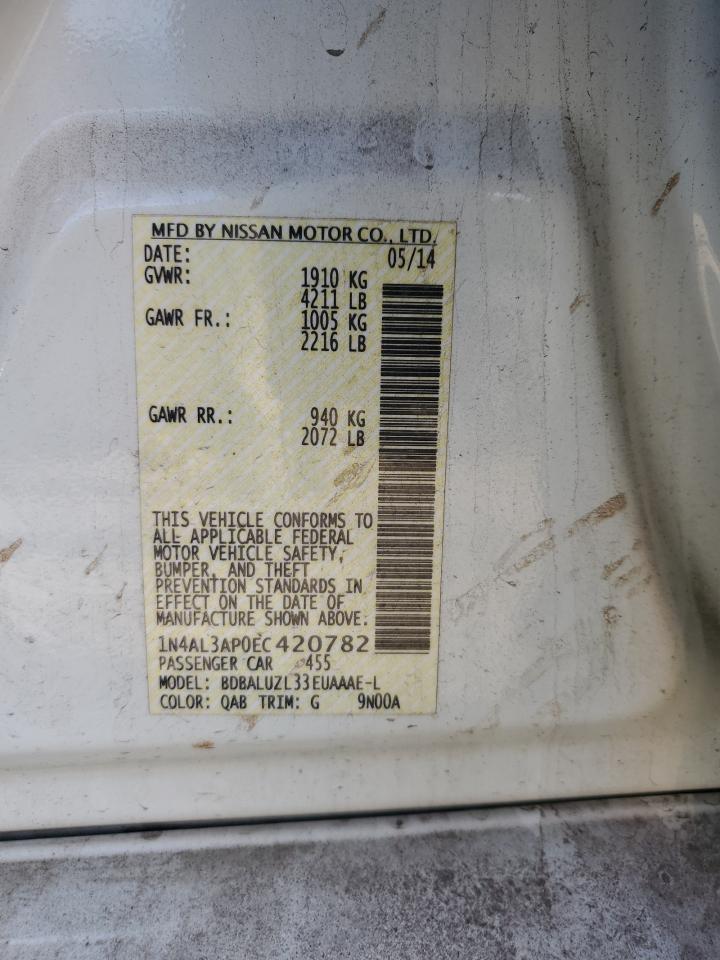 MFD BY NISSAN MOTOR CO., LTD.
DATE: 05/14
GVWR: 1910 KG
4211 LB
GAWR FR.: 1005 KG
2216 LB
GAWR RR.: 940 KG
2072 LB
THIS VEHICLE CONFORMS TO
ALL APPLICABLE FEDERAL
MOTOR VEHICLE SAFETY,
BUMPER, AND THEFT
PREVENTION STANDARDS IN
EFFECT ON THE DATE OF
MANUFACTURE SHOWN ABOVE.
1N4AL3AP0EC420782
PASSENGER CAR 455
MODEL: BDBALUZL33EUAAAE-L
COLOR: QAB TRIM: G 9N00A